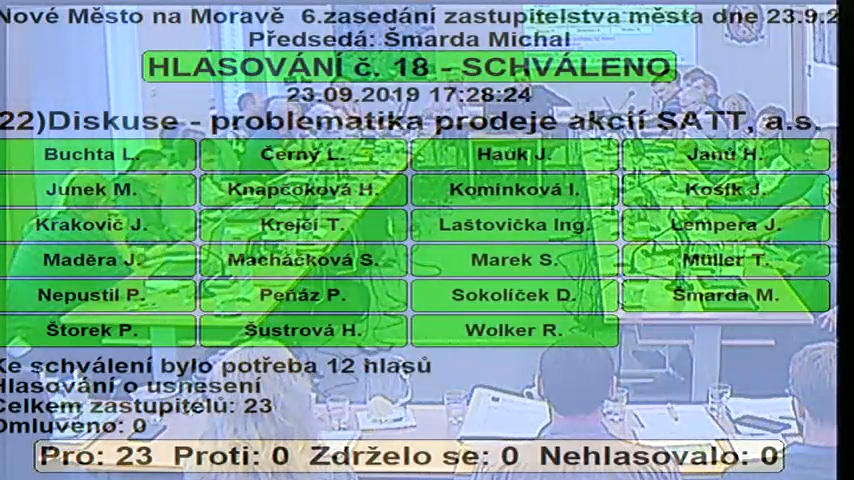 Nové Město na Moravě 6.zasedání zastupitelstva města dne 23.9.2
Předsedá: Šmarda Michal
HLASOVÁNÍ č. 18 - SCHVÁLENO
23.09.2019 17:28:24
22)Diskuse - problematika prodeje akcií SATT, a.s.
Buchta L. Černý L. Hauk J. Janů H.
Junek M. Knapčoková H. Komínková I. Košík J.
Krakovič J. Krejčí T. Laštovička Ing. Lempera J.
Maděra J. Macháčková S. Marek S. Müller T.
Nepustil P. Peňáz P. Sokolíček D. Šmarda M.
Štorek P. Šustrová H. Wolker R.
Ke schválení bylo potřeba 12 hlasů
Hlasování o usnesení
Celkem zastupitelů: 23
Omluveno: 0
Pro: 23 Proti: 0 Zdrželo se: 0 Nehlasovalo: 0